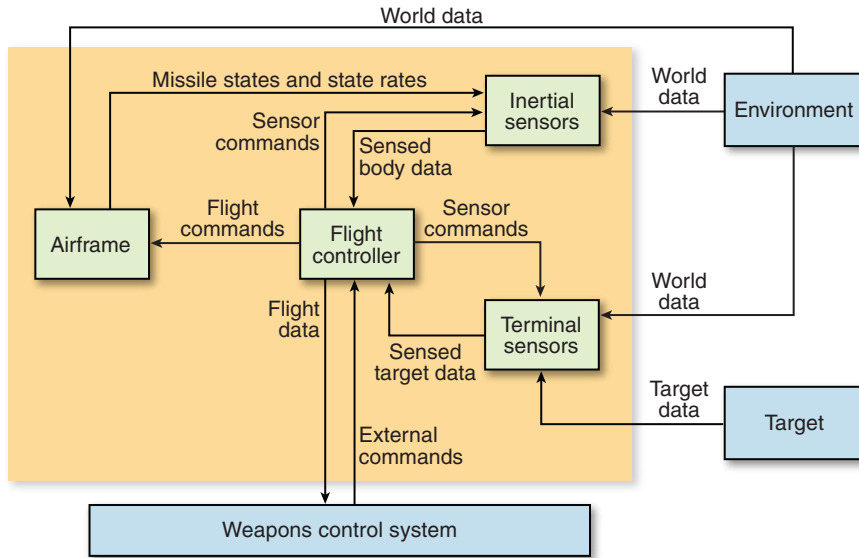 World data
Missile states and state rates
Inertial
sensors
World
data
Environment
Sensor
commands
Sensed
body data
Flight
commands
Sensor
commands
Airframe
Flight
controller
World
data
Flight
data
Terminal
sensors
Sensed
target data
Target
data
Target
External
commands
Weapons control system